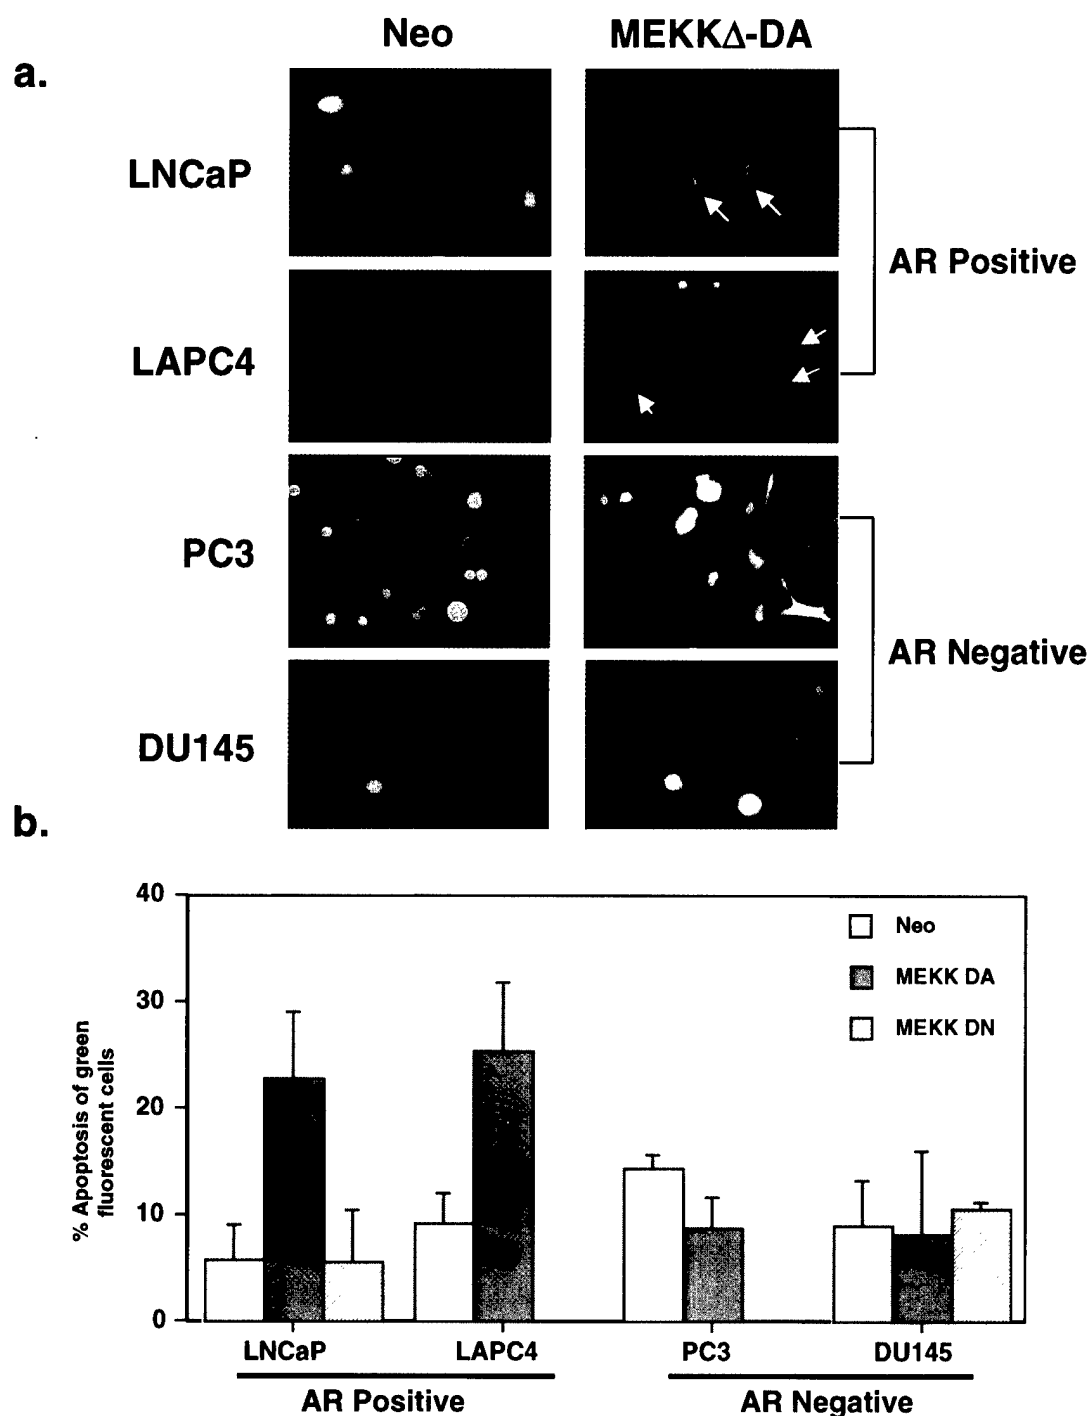 Neo MEKKΔ-DA
a.
LNCaP
AR Positive
LAPC4
PC3
AR Negative
DU145
b.
40
30
20
10
0
% Apoptosis of green
fluorescent cells
Neo
MEKK DA
MEKK DN
LNCaP LAPC4 PC3 DU145
AR Positive AR Negative